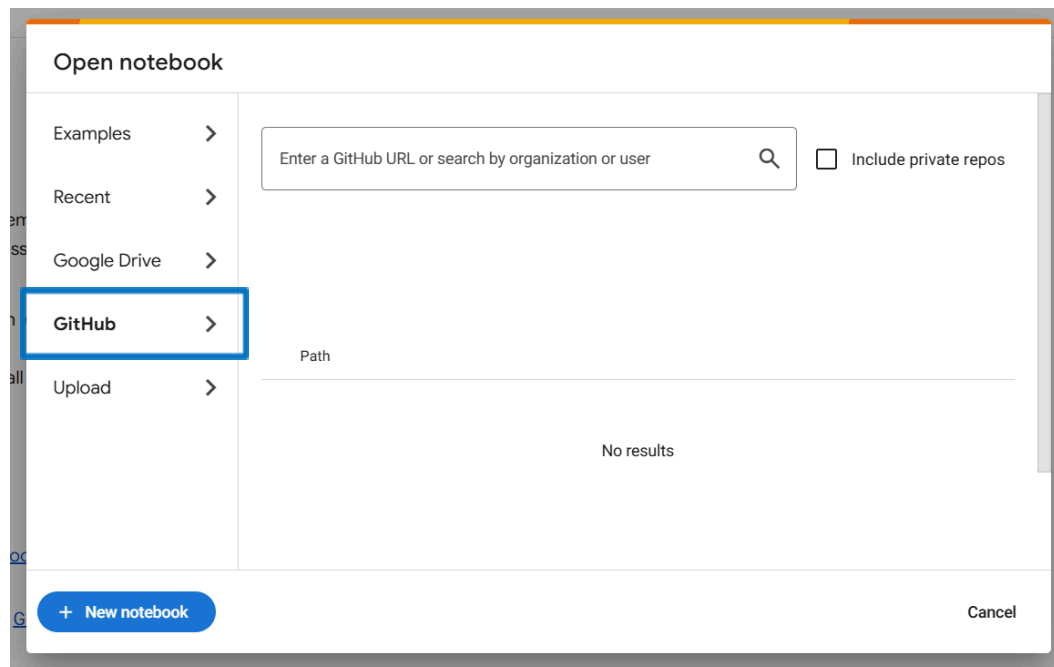 Open notebook
Examples
Recent
Google Drive
GitHub
Upload
Enter a GitHub URL or search by organization or user
Include private repos
Path
No results
+ New notebook
Cancel